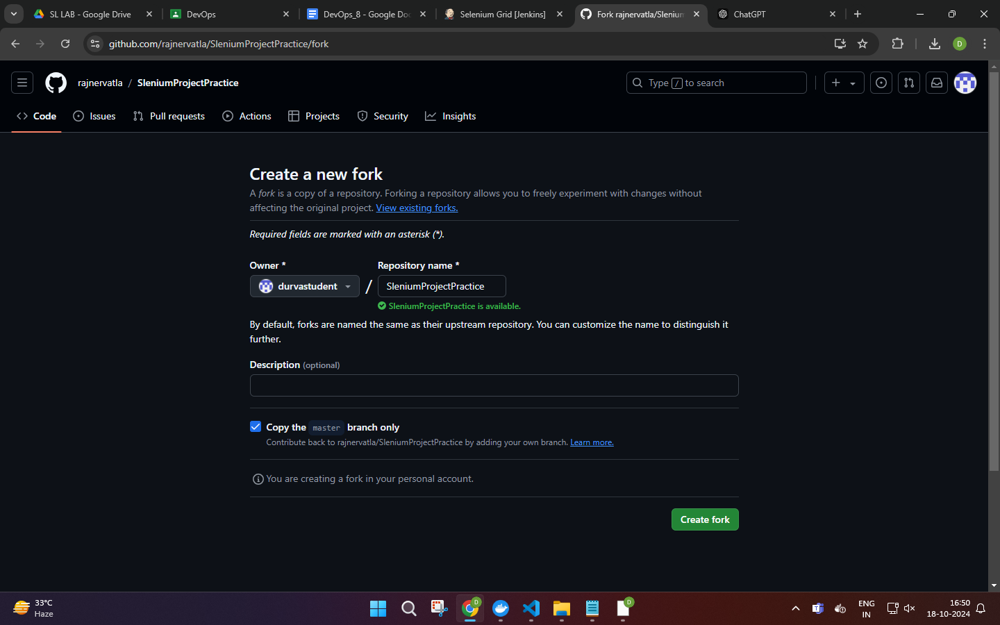 SL LAB - Google Drive
DevOps
DevOps_8 - Google Doc
Selenium Grid [Jenkins]
Fork rajnervatla/Slenium
ChatGPT
github.com/rajnervatla/SleniumProjectPractice/fork
D
rajnervatla / SleniumProjectPractice
Type / to search
Code
Issues
Pull requests
Actions
Projects
Security
Insights
Create a new fork
A fork is a copy of a repository. Forking a repository allows you to freely experiment with changes without
affecting the original project. View existing forks.
Required fields are marked with an asterisk (*).
Owner *
Repository name *
durvastudent
/
SleniumProjectPractice
SleniumProjectPractice is available.
By default, forks are named the same as their upstream repository. You can customize the name to distinguish it
further.
Description (optional)
Copy the master branch only
Contribute back to rajnervatla/SleniumProjectPractice by adding your own branch. Learn more.
You are creating a fork in your personal account.
Create fork
33°C
Haze
D
D
ENG
IN
16:50
18-10-2024